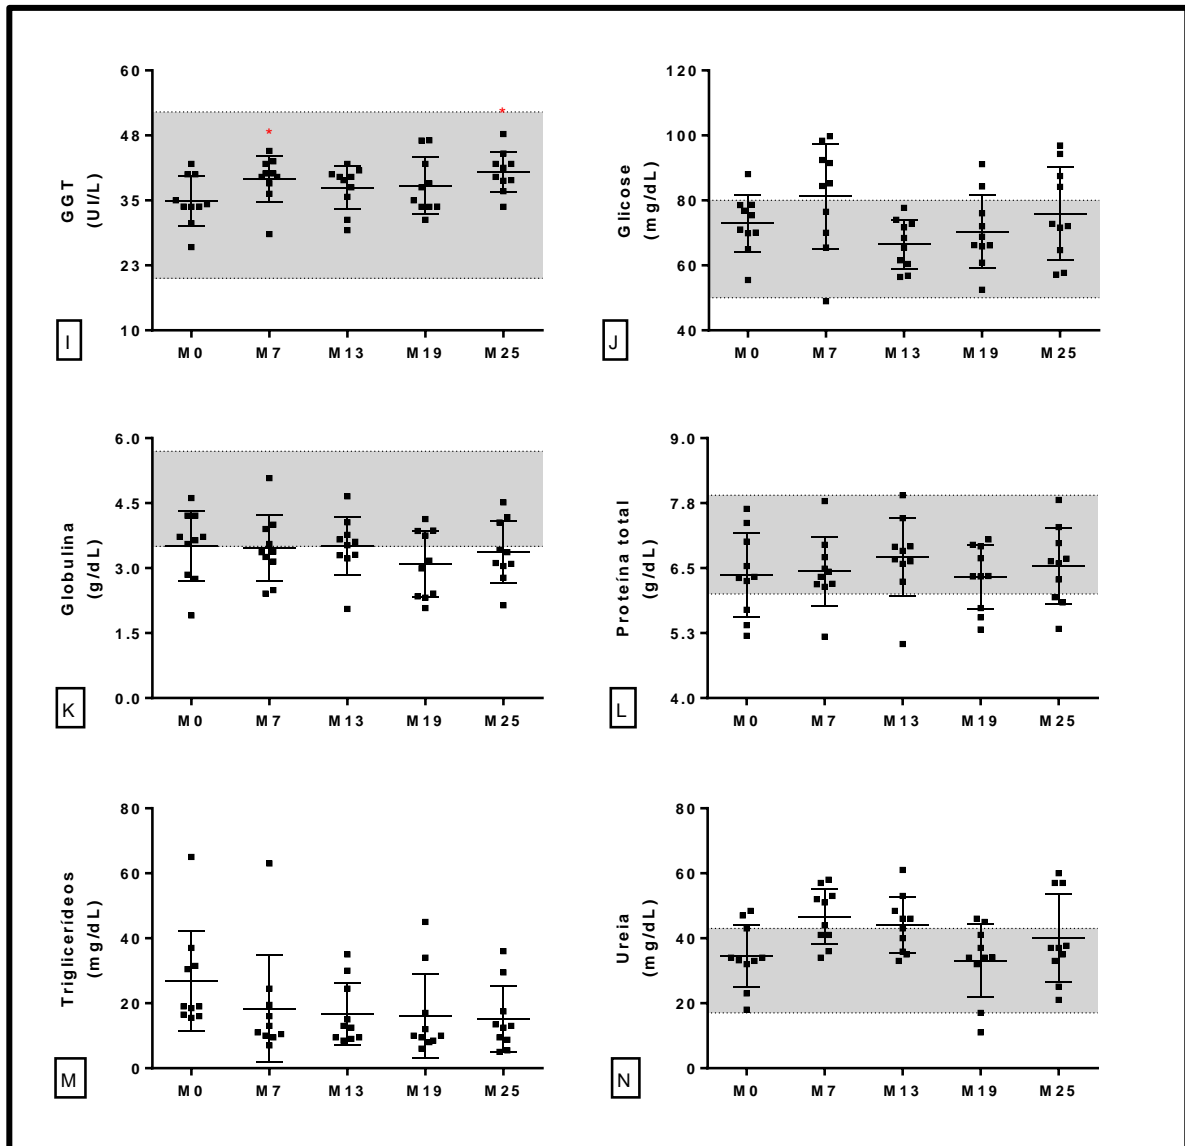 60
48
35
23
10
GGT
(UI/L)
*
*
M0 M7 M13 M19 M25
I
120
100
80
60
40
Glicose
(mg/dL)
M0 M7 M13 M19 M25
J
6.0
4.5
3.0
1.5
0.0
Globulina
(g/dL)
M0 M7 M13 M19 M25
K
9.0
7.8
6.5
5.3
4.0
Proteína total
(g/dL)
M0 M7 M13 M19 M25
L
80
60
40
20
0
Triglicerídeos
(mg/dL)
M0 M7 M13 M19 M25
M
80
60
40
20
0
Ureia
(mg/dL)
M0 M7 M13 M19 M25
N